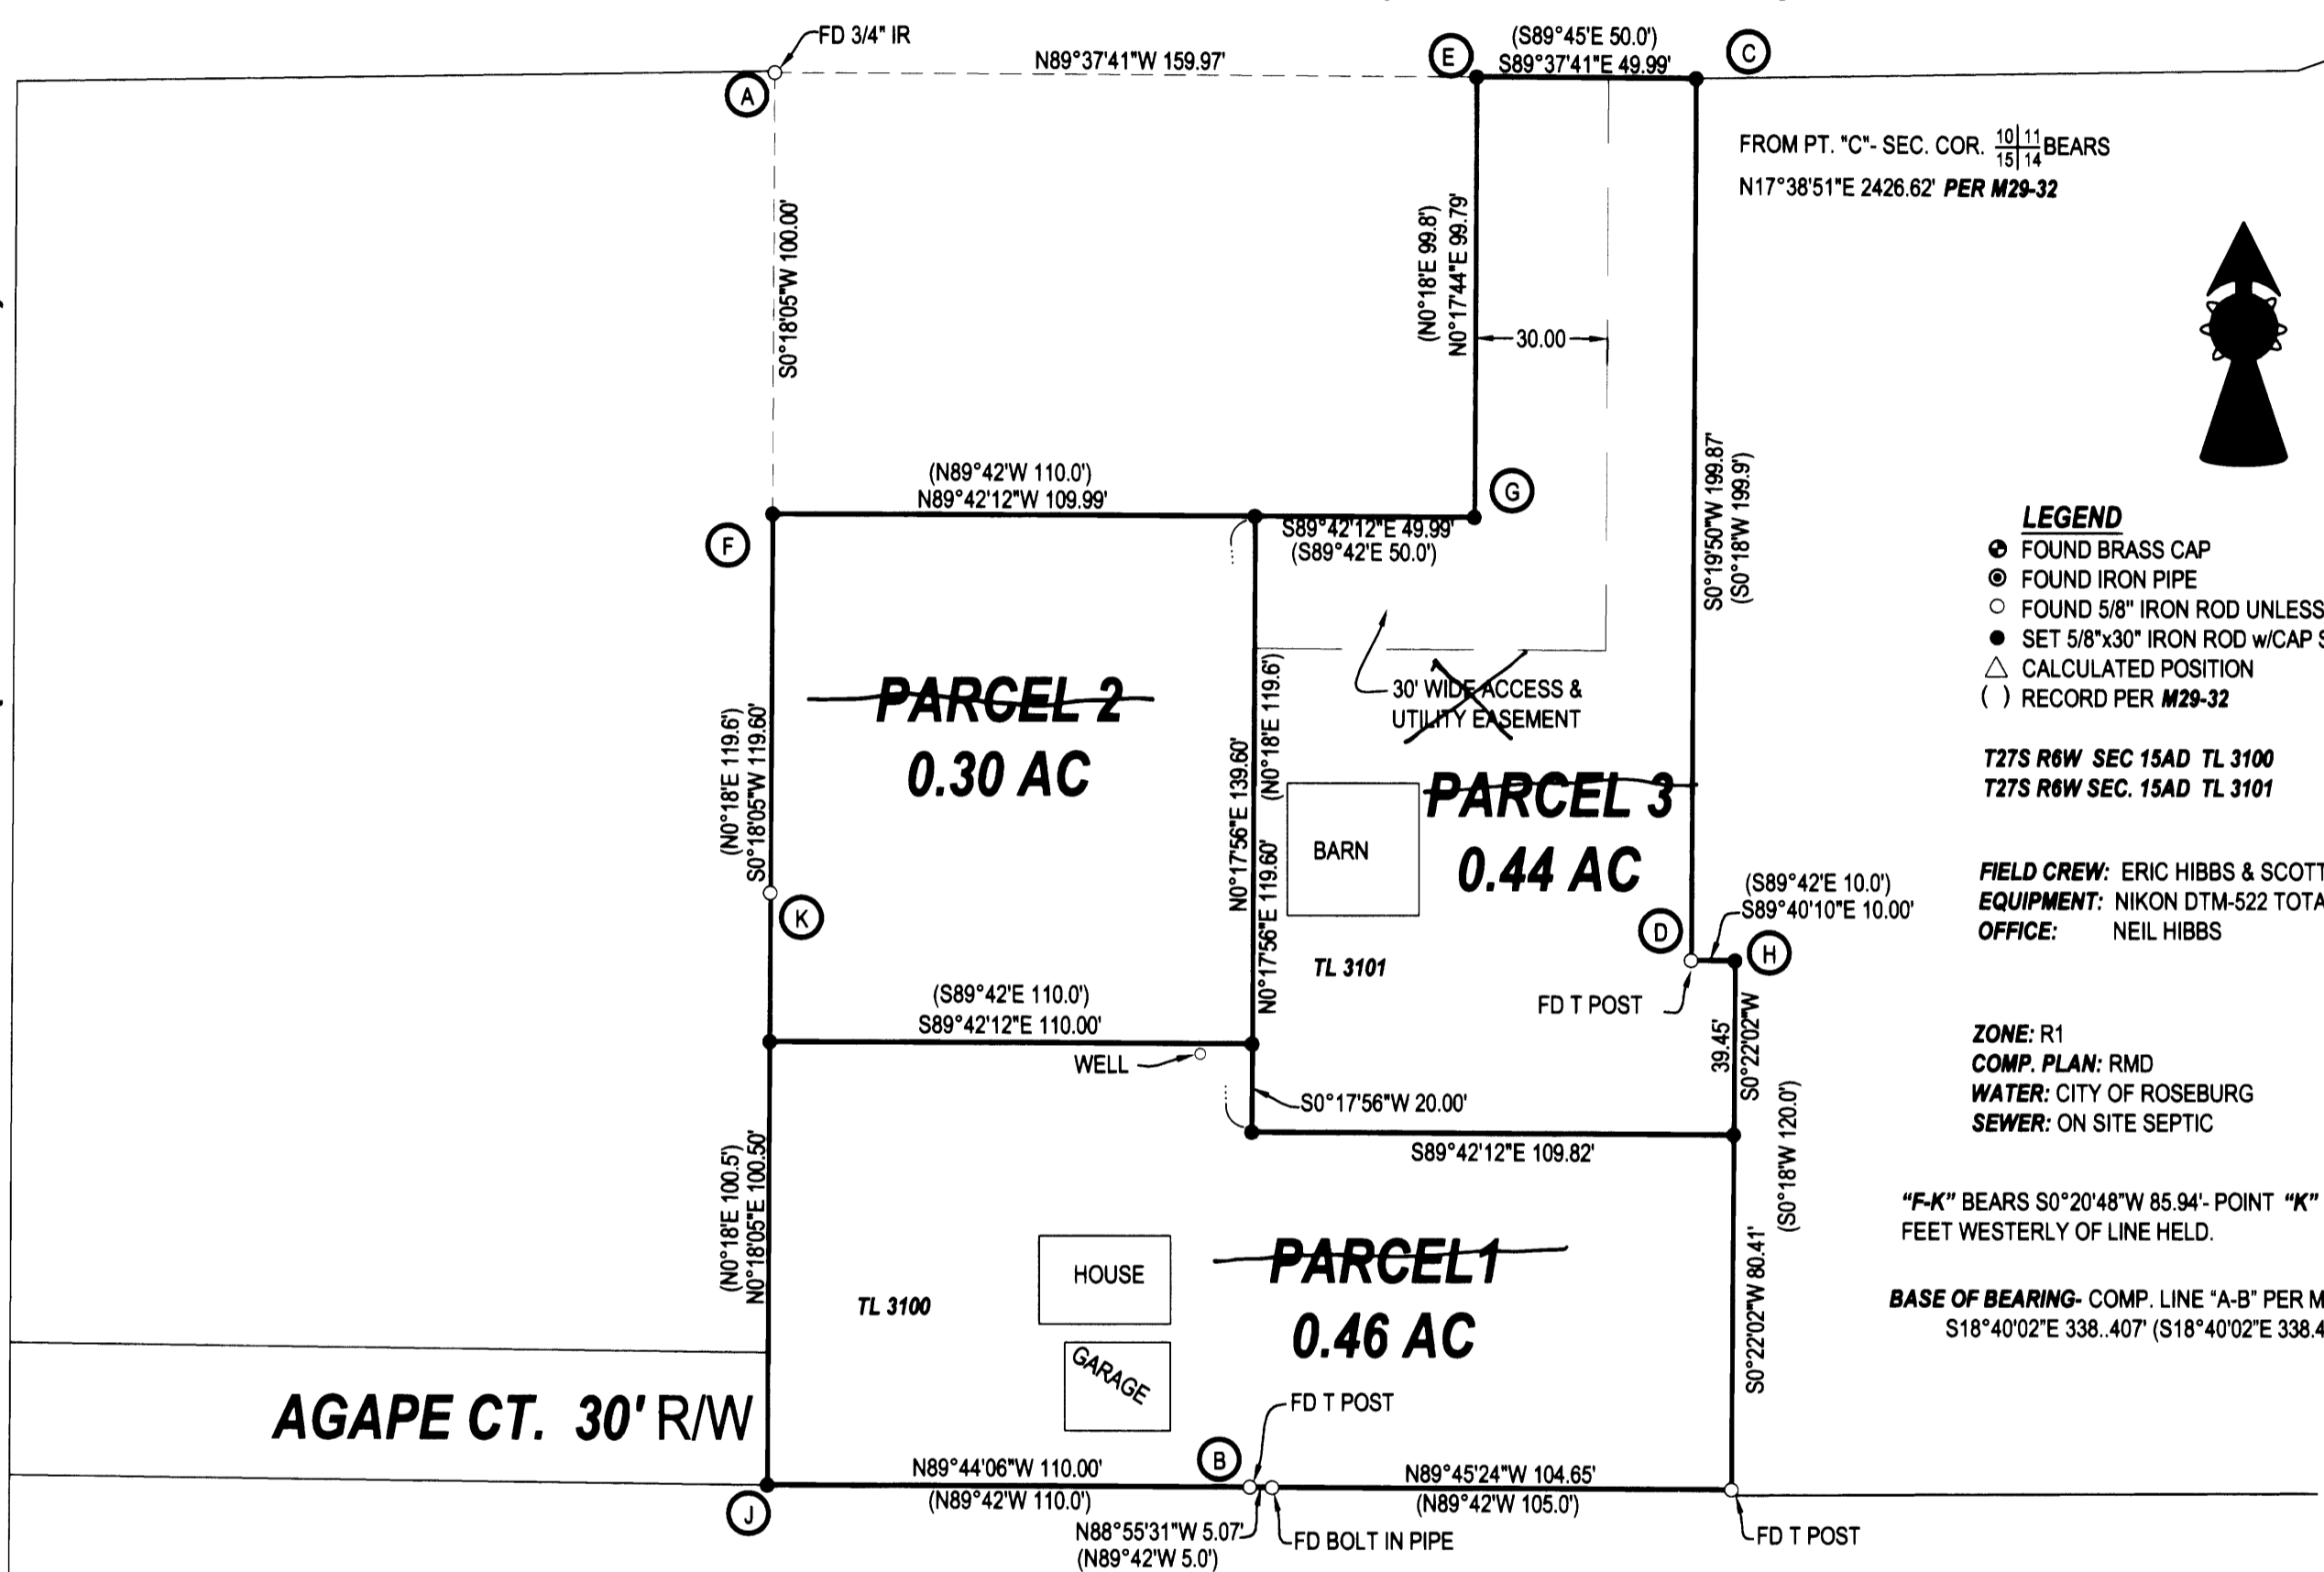 FD 3/4" IR
A
N89°37'41"W 159.97'
E
(S89°45'E 50.0')
S89°37'41"E 49.99'
C
FROM PT. "C"- SEC. COR. 10|11 15|14 BEARS
N17°38'51"E 2426.62' PER M29-32
S0°18'05"W 100.00'
(N0°18'E 99.8')
N0°17'44"E 99.79'
30.00
S0°19'50"W 199.87'
(S0°18'W 199.9')
(N89°42'W 110.0')
N89°42'12"W 109.99'
G
F
S89°42'12"E 49.99'
(S89°42'E 50.0')
LEGEND
FOUND BRASS CAP
FOUND IRON PIPE
FOUND 5/8" IRON ROD UNLESS
SET 5/8"x30" IRON ROD w/CAP
CALCULATED POSITION
( ) RECORD PER M29-32
T27S R6W SEC 15AD TL 3100
T27S R6W SEC. 15AD TL 3101
PARCEL 2
0.30 AC
30' WIDE ACCESS &
UTILITY EASEMENT
(N0°18'E 119.6')
S0°18'05"W 119.60'
N0°17'56"E 139.60'
(N0°18'E 119.6')
N0°17'56"E 119.60'
PARCEL 3
0.44 AC
BARN
TL 3101
K
FIELD CREW: ERIC HIBBS & SCOTT
EQUIPMENT: NIKON DTM-522
OFFICE: NEIL HIBBS
(S89°42'E 10.0')
S89°40'10"E 10.00'
D
H
FD T POST
(S89°42'E 110.0')
S89°42'12"E 110.00'
WELL
39.45'
S0°22'02"W
ZONE: R1
COMP. PLAN: RMD
WATER: CITY OF ROSEBURG
SEWER: ON SITE SEPTIC
S0°17'56"W 20.00'
S89°42'12"E 109.82'
(S0°18'W 120.0')
(N0°18'E 100.5')
N0°18'05"E 100.50'
"F-K" BEARS S0°20'48"W 85.94'- POINT "K"
FEET WESTERLY OF LINE HELD.
HOUSE
PARCEL1
0.46 AC
TL 3100
GARAGE
S0°22'02"W 80.41'
BASE OF BEARING- COMP. LINE "A-B" PER
S18°40'02"E 338..407' (S18°40'02"E
AGAPE CT. 30' R/W
FD T POST
B
N89°44'06"W 110.00'
(N89°42'W 110.0')
J
N89°45'24"W 104.65'
(N89°42'W 105.0')
N88°55'31"W 5.07'
(N89°42'W 5.0')
FD BOLT IN PIPE
FD T POST